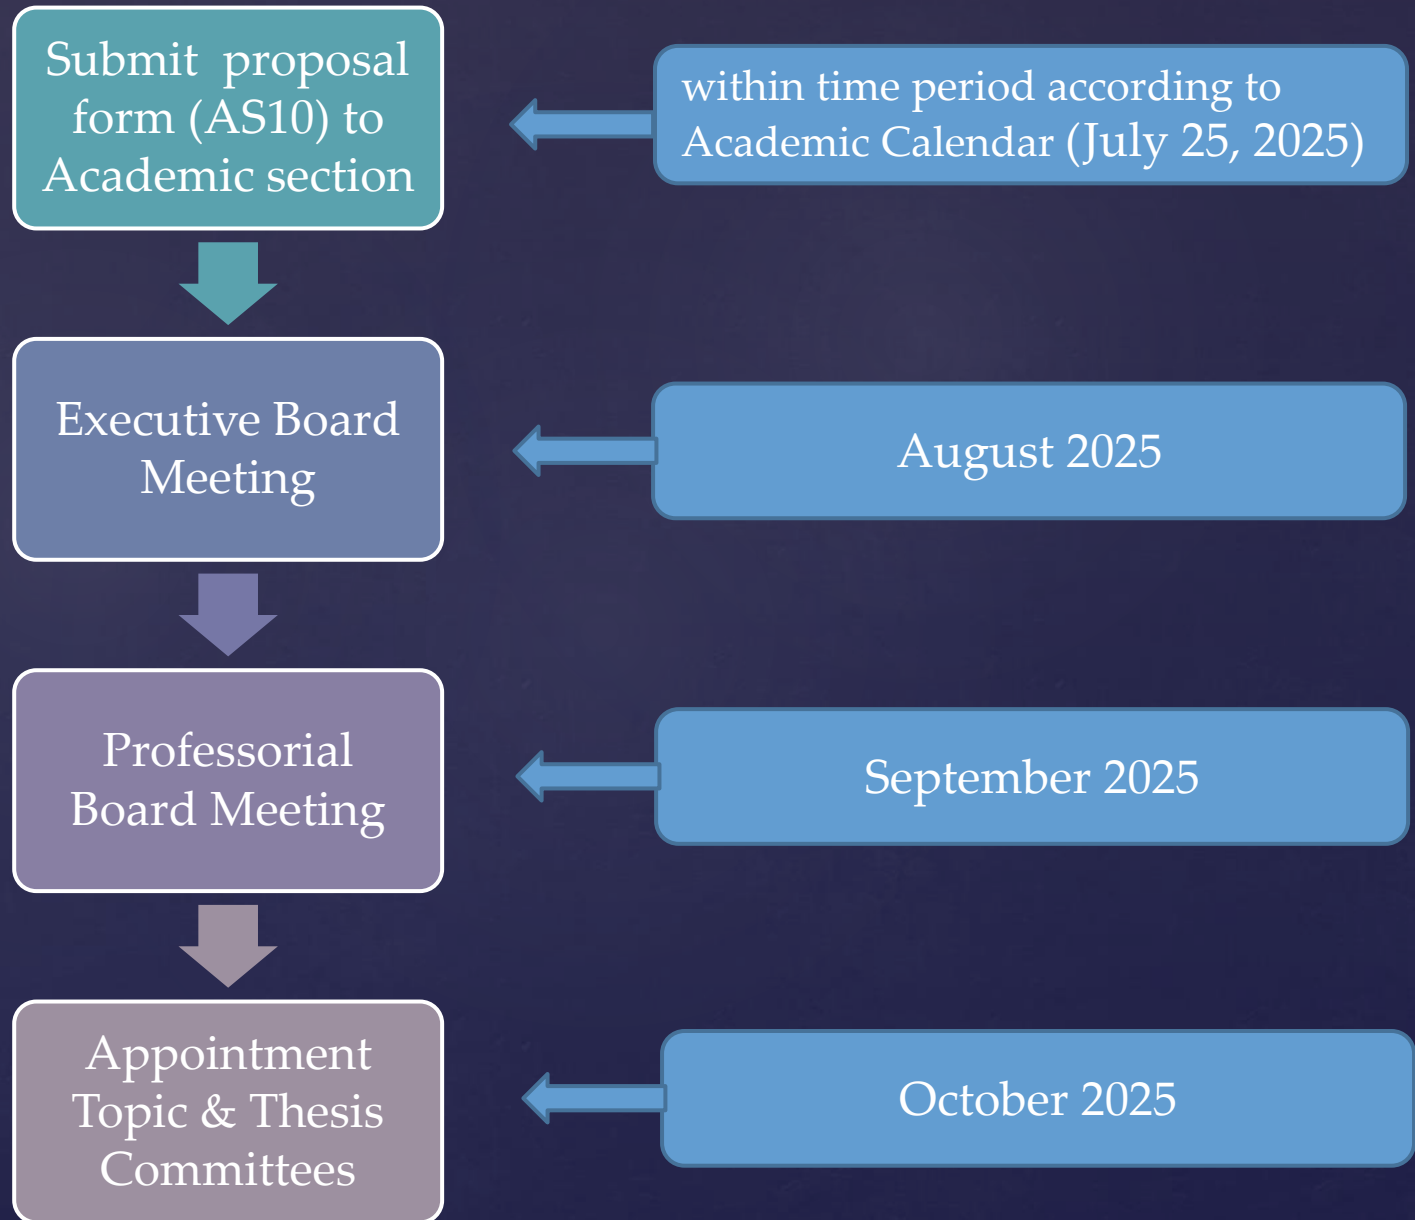 Submit proposal
form (AS10) to
Academic section
within time period according to
Academic Calendar (July 25, 2025)
Executive Board
Meeting
August 2025
Professorial
Board Meeting
September 2025
Appointment
Topic & Thesis
Committees
October 2025